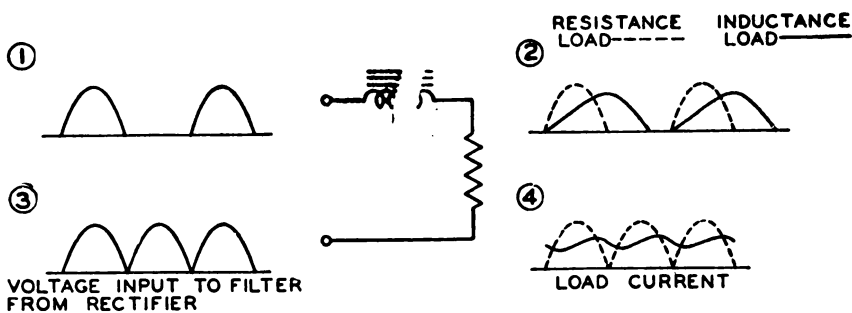 RESISTANCE LOAD-----
INDUCTANCE LOAD——
1
2
3
4
VOLTAGE INPUT TO FILTER
FROM RECTIFIER
LOAD CURRENT